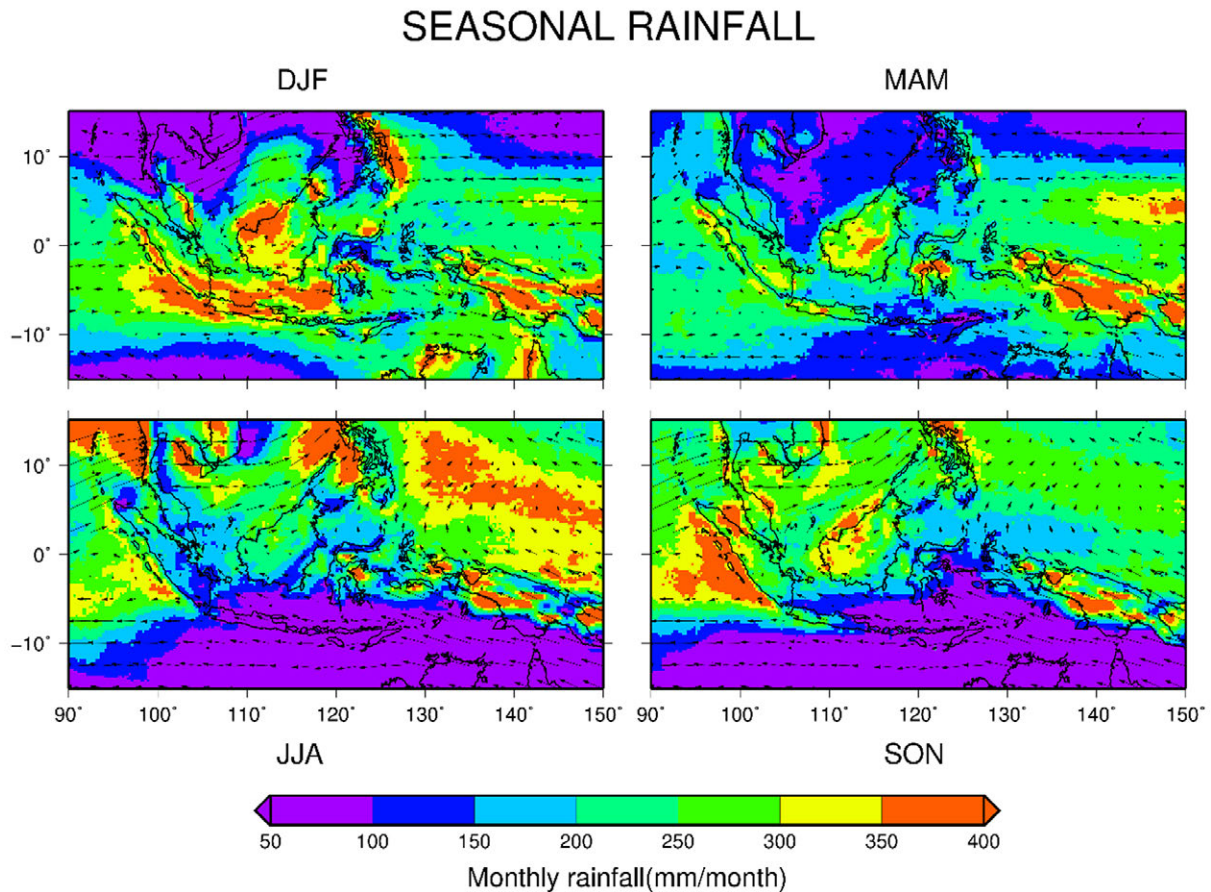 SEASONAL RAINFALL
DJF MAM
10°
0°
−10°
10°
0°
−10°
90° 100° 110° 120° 130° 140° 150° 90° 100° 110° 120° 130° 140° 150°
JJA SON
50 100 150 200 250 300 350 400
Monthly rainfall(mm/month)